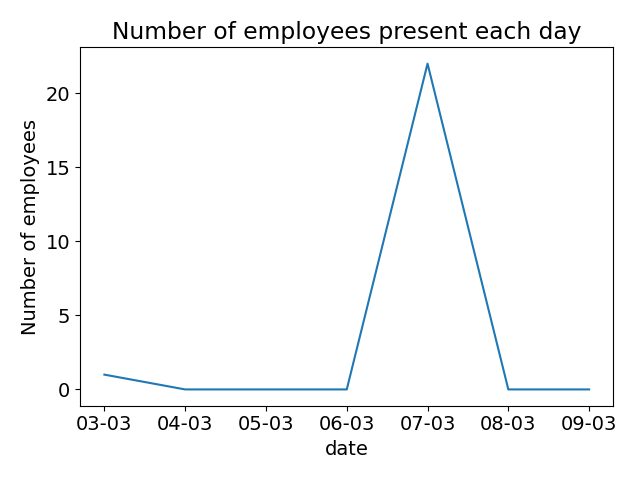 Number of employees present each day
Number of employees
20
15
10
5
0
03-03 04-03 05-03 06-03 07-03 08-03 09-03
date